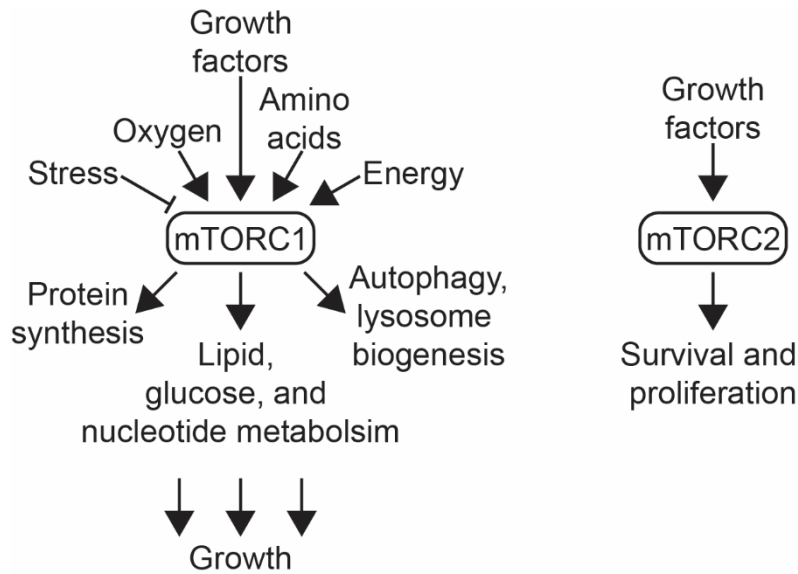 Growth
factors
Amino
acids
Oxygen
Stress
Energy
mTORC1
Protein
synthesis
Autophagy,
lysosome
biogenesis
Lipid,
glucose, and
nucleotide metabolsim
Growth
Growth
factors
mTORC2
Survival and
proliferation